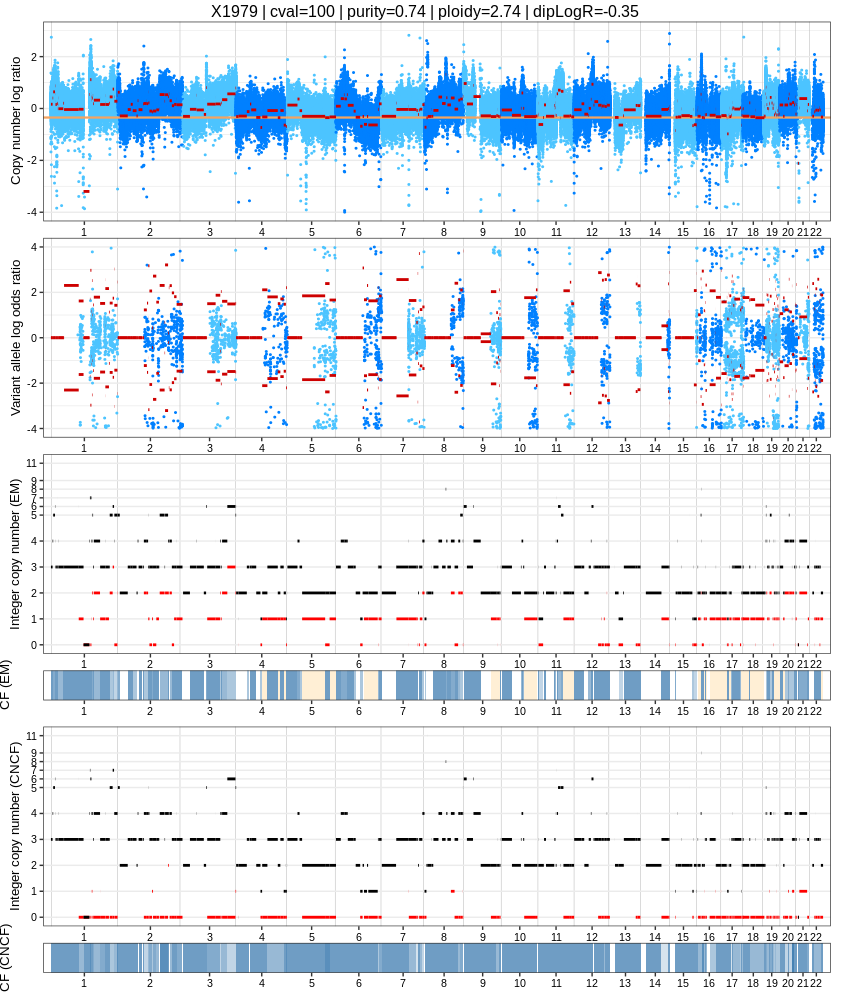 X1979 | cval=100 | purity=0.74 | ploidy=2.74 | dipLogR=-0.35
Copy number log ratio
2
0
-2
-4
1 2 3 4 5 6 7 8 9 10 11 12 13 14 15 16 17 18 19 20 21 22
Variant allele log odds ratio
4
2
0
-2
-4
1 2 3 4 5 6 7 8 9 10 11 12 13 14 15 16 17 18 19 20 21 22
Integer copy number (EM)
11
9
8
7
6
5
4
3
2
1
0
1 2 3 4 5 6 7 8 9 10 11 12 13 14 15 16 17 18 19 20 21 22
CF (EM)
1 2 3 4 5 6 7 8 9 10 11 12 13 14 15 16 17 18 19 20 21 22
Integer copy number (CNCF)
11
9
8
7
6
5
4
3
2
1
0
1 2 3 4 5 6 7 8 9 10 11 12 13 14 15 16 17 18 19 20 21 22
CF (CNCF)
1 2 3 4 5 6 7 8 9 10 11 12 13 14 15 16 17 18 19 20 21 22